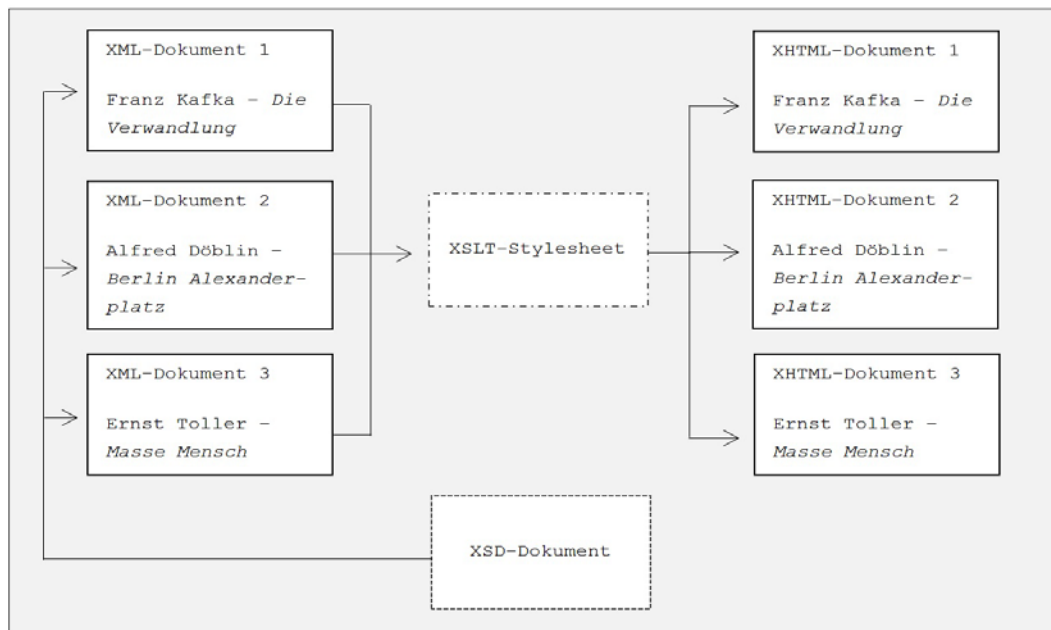 XML-Dokument 1
Franz Kafka – Die
Verwandlung
XML-Dokument 2
Alfred Döblin –
Berlin Alexander-
platz
XML-Dokument 3
Ernst Toller –
Masse Mensch
XSLT-Stylesheet
XSD-Dokument
XHTML-Dokument 1
Franz Kafka – Die
Verwandlung
XHTML-Dokument 2
Alfred Döblin –
Berlin Alexander-
platz
XHTML-Dokument 3
Ernst Toller –
Masse Mensch